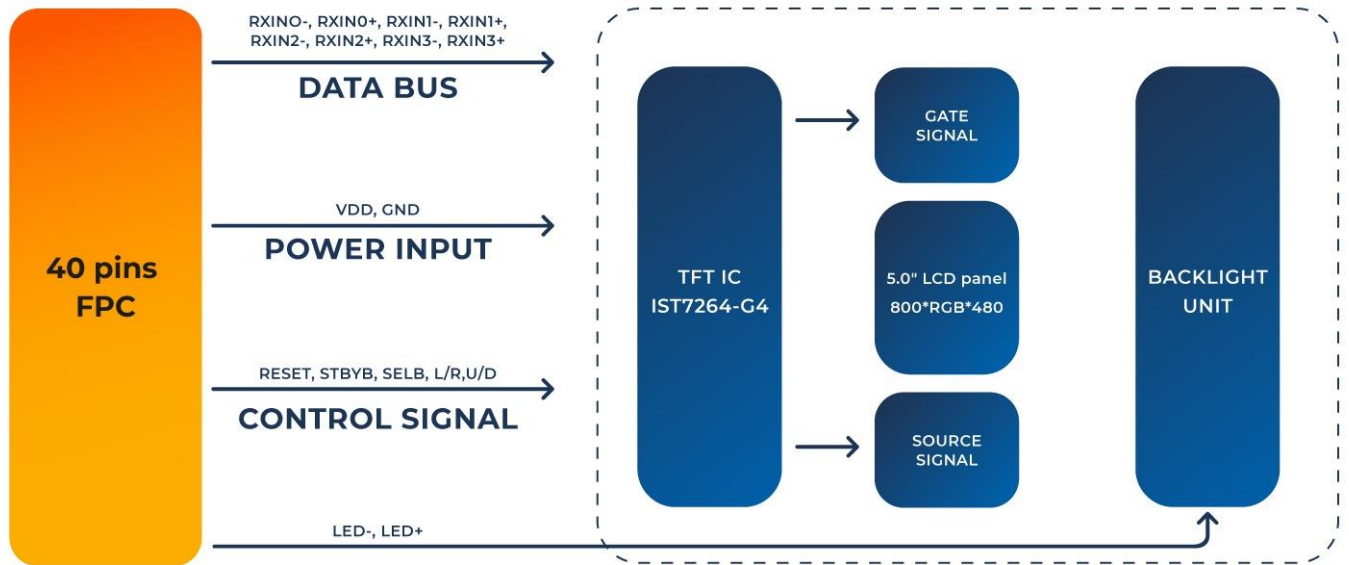 40 pins
FPC
RXINO-, RXIN0+, RXIN1-, RXIN1+,
RXIN2-, RXIN2+, RXIN3-, RXIN3+
DATA BUS
VDD, GND
POWER INPUT
RESET, STBYB, SELB, L/R,U/D
CONTROL SIGNAL
LED-, LED+
TFT IC
IST7264-G4
GATE
SIGNAL
5.0" LCD panel
800*RGB*480
SOURCE
SIGNAL
BACKLIGHT
UNIT